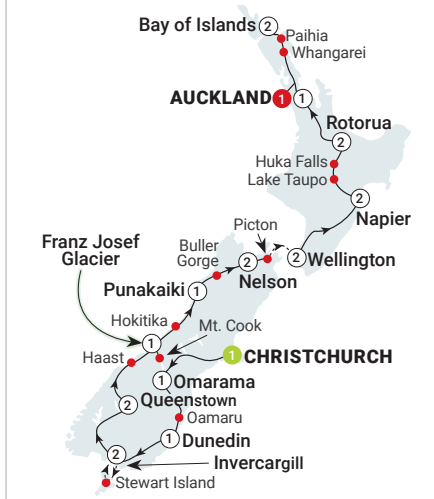 Bay of Islands 2
Paihia
Whangarei
AUCKLAND 1 1
Rotorua
2
Huka Falls
Lake Taupo
2
Napier
Picton
Franz Josef
Glacier
Buller
Gorge
2
Nelson
2
Wellington
Punakaiki 1
Hokitika
Mt. Cook
1
Haast
1 CHRISTCHURCH
1
Omarama
Queenstown
2
Oamaru
1
Dunedin
2
Invercargill
Stewart Island